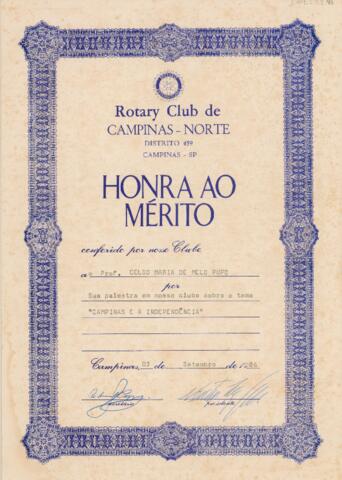 Rotary Club de
CAMPINAS - NORTE
DISTRITO 459
CAMPINAS - SP
HONRA AO
MÉRITO
conferido por nosso Clube
ao Prof. CELSO MARIA DE MELO PUPO
por
Sua palestra em nosso clube sobre o tema
"CAMPINAS E A INDEPENDÊNCIA"
Campinas, 03 de Setembro de 1986
Secretário
Presidente